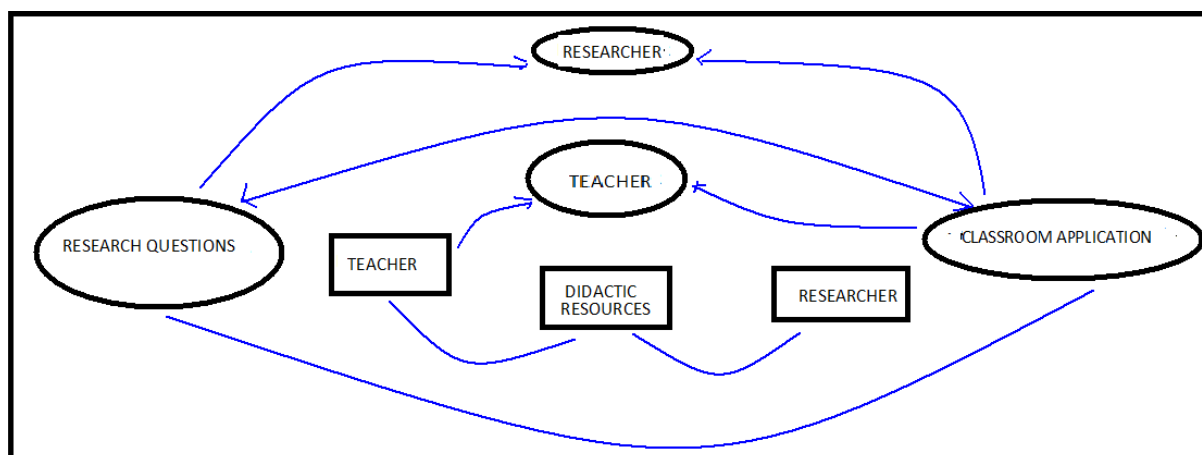 RESEARCHER
TEACHER
RESEARCH QUESTIONS
CLASSROOM APPLICATION
TEACHER
DIDACTIC
RESOURCES
RESEARCHER